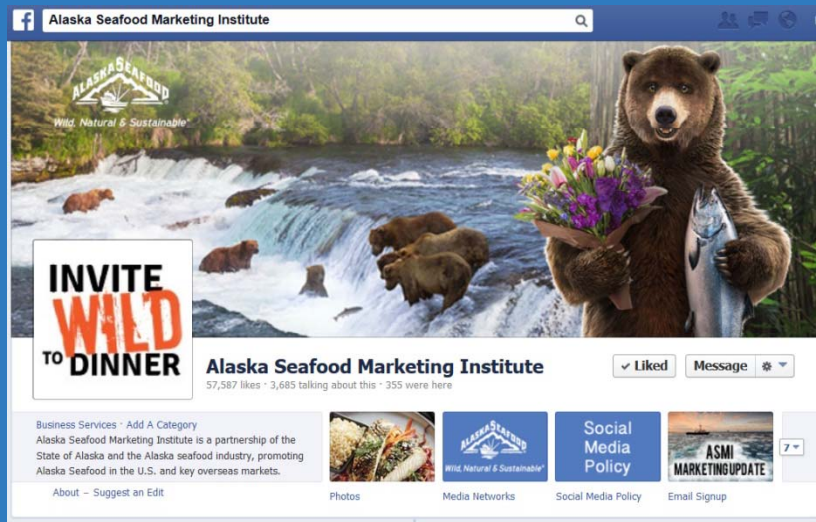 f Alaska Seafood Marketing Institute
ALASKA SEAFOOD
Wild, Natural & Sustainable®
INVITE
WILD
TO DINNER
Alaska Seafood Marketing Institute
57,587 likes · 3,685 talking about this · 355 were here
✓ Liked
Message
Business Services · Add A Category
Alaska Seafood Marketing Institute is a partnership of the
State of Alaska and the Alaska seafood industry, promoting
Alaska Seafood in the U.S. and key overseas markets.
About – Suggest an Edit
Photos
ALASKA SEAFOOD
Wild, Natural & Sustainable®
Media Networks
Social
Media
Policy
Social Media Policy
ASMI
MARKETING UPDATE
Email Signup
7